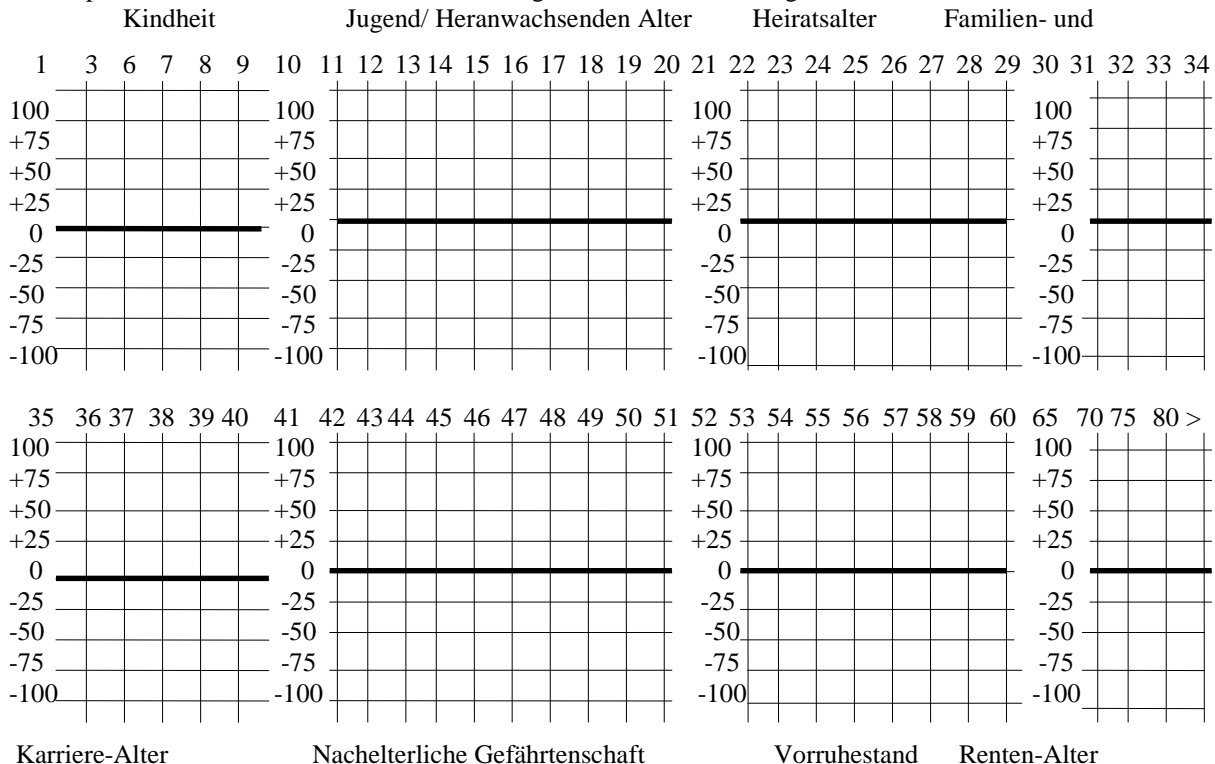 Kindheit Jugend/ Heranwachsenden Alter Heiratsalter Familien- und
1 3 6 7 8 9 10 11 12 13 14 15 16 17 18 19 20 21 22 23 24 25 26 27 28 29 30 31 32 33 34
100 100 100 100
+75 +75 +75 +75
+50 +50 +50 +50
+25 +25 +25 +25
0 0 0 0
-25 -25 -25 -25
-50 -50 -50 -50
-75 -75 -75 -75
-100 -100 -100 -100
35 36 37 38 39 40 41 42 43 44 45 46 47 48 49 50 51 52 53 54 55 56 57 58 59 60 65 70 75 80 >
100 100 100 100
+75 +75 +75 +75
+50 +50 +50 +50
+25 +25 +25 +25
0 0 0 0
-25 -25 -25 -25
-50 -50 -50 -50
-75 -75 -75 -75
-100 -100 -100 -100
Karriere-Alter Nachelterliche Gefährtenschaft Vorruhestand Renten-Alter